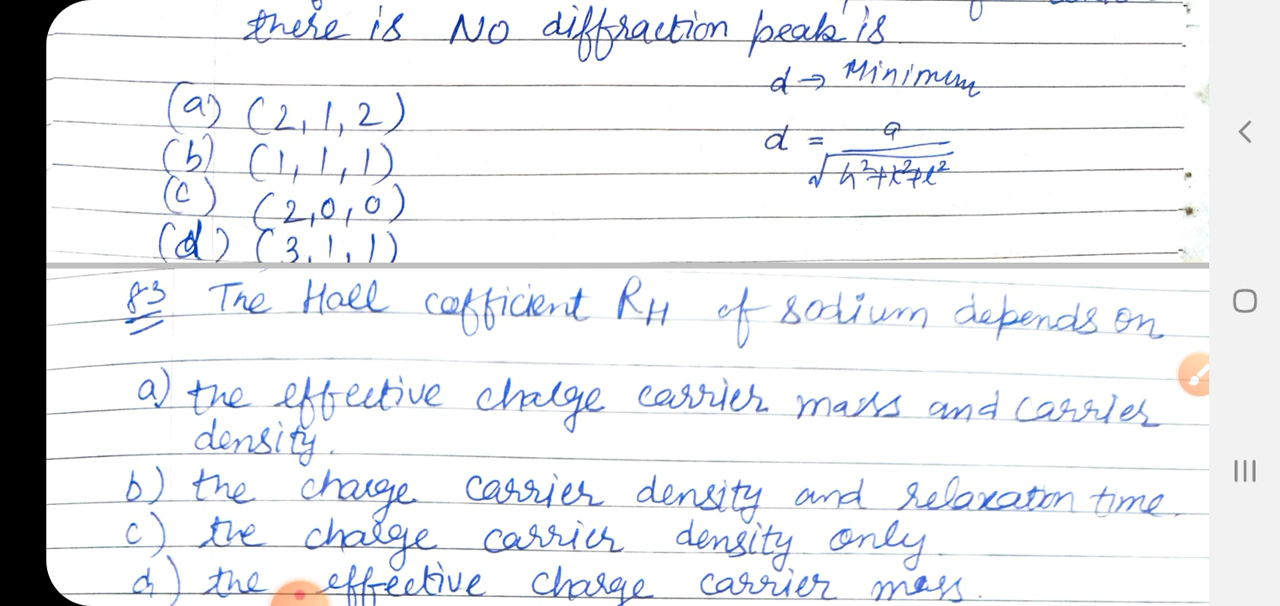 there is NO diffraction peak is
d → Minimum
(a) (2, 1, 2)
d = a / √h²+k²+l²
(b) (1, 1, 1)
(c) (2, 0, 0)
(d) (3, 1, 1)
83 The Hall cofficient RH of sodium depends on
a) the effective charge carrier mass and carrier
density.
b) the charge carrier density and relaxation time.
c) the charge carrier density only
d) the effective charge carrier mass.